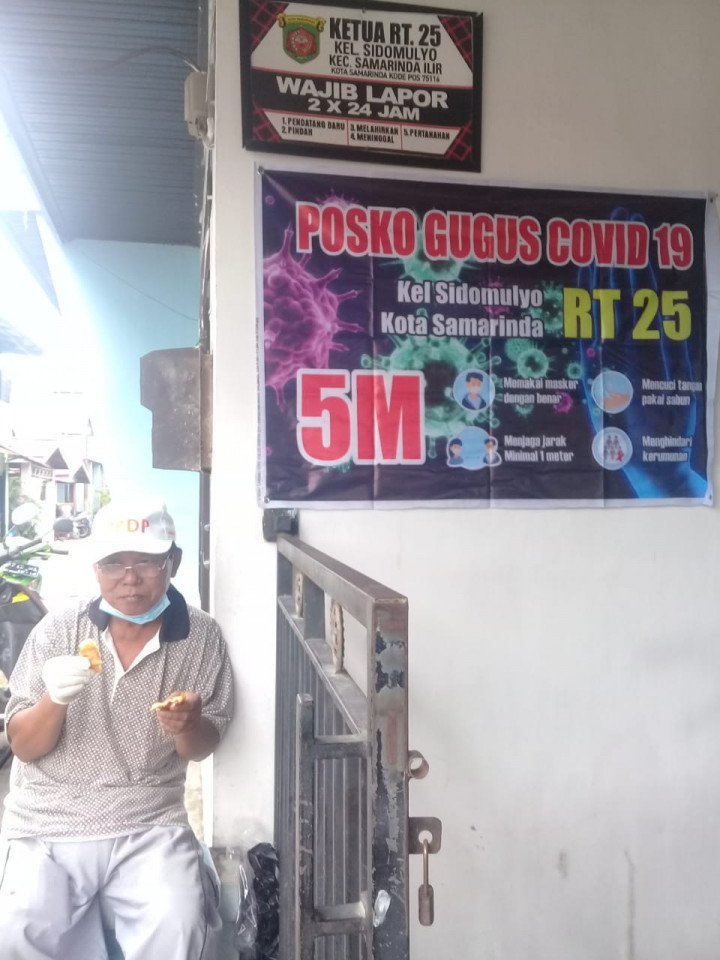 KETUA RT. 25
KEL. SIDOMULYO
KEC. SAMARINDA ILIR
KOTA SAMARINDA KODE POS 75116
WAJIB LAPOR
2 X 24 JAM
1. PENDATANG BARU
2. PINDAH
3. MELAHIRKAN
4. MENINGGAL
5. PERTANAHAN
POSKO GUGUS COVID 19
Kel Sidomulyo
Kota Samarinda
RT 25
5M
Memakai masker
dengan benar
Mencuci tangan
pakai sabun
Menjaga jarak
Minimal 1 meter
Menghindari
kerumunan
DP